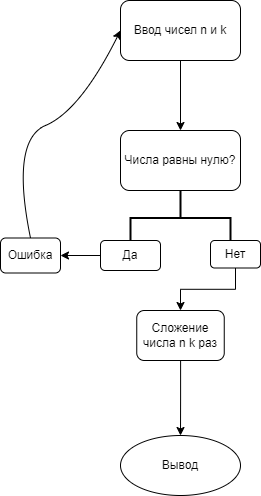 Ввод чисел n и k
Числа равны нулю?
Ошибка
Да
Нет
Сложение
числа n k раз
Вывод